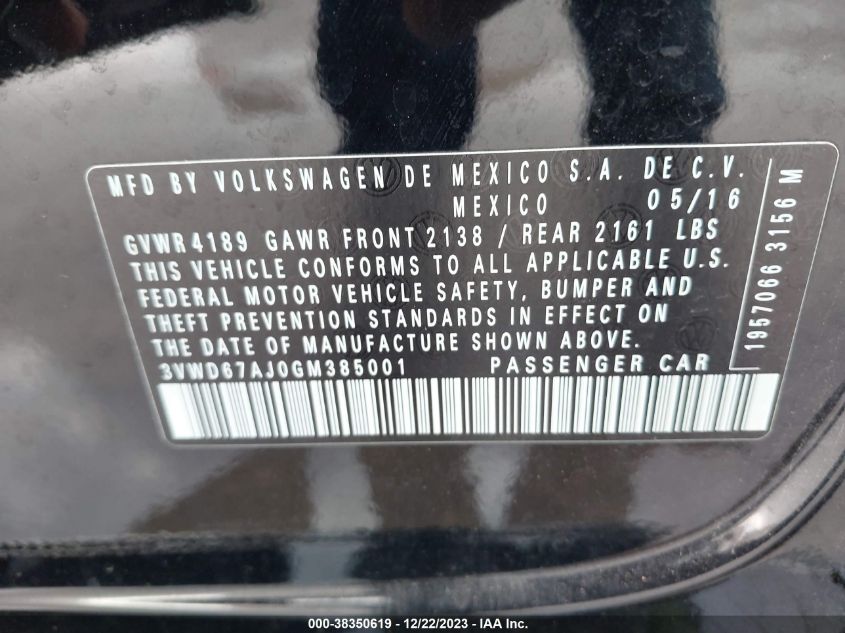 MFD BY VOLKSWAGEN DE MEXICO S.A. DE C.V.
MEXICO 05/16
GVWR 4189 GAWR FRONT 2138 / REAR 2161 LBS
THIS VEHICLE CONFORMS TO ALL APPLICABLE U.S.
FEDERAL MOTOR VEHICLE SAFETY, BUMPER AND
THEFT PREVENTION STANDARDS IN EFFECT ON
THE DATE OF MANUFACTURE SHOWN ABOVE.
3VWD67AJ0GM385001 PASSENGER CAR
1957066 3156 M
000-38350619 - 12/22/2023 - IAA Inc.